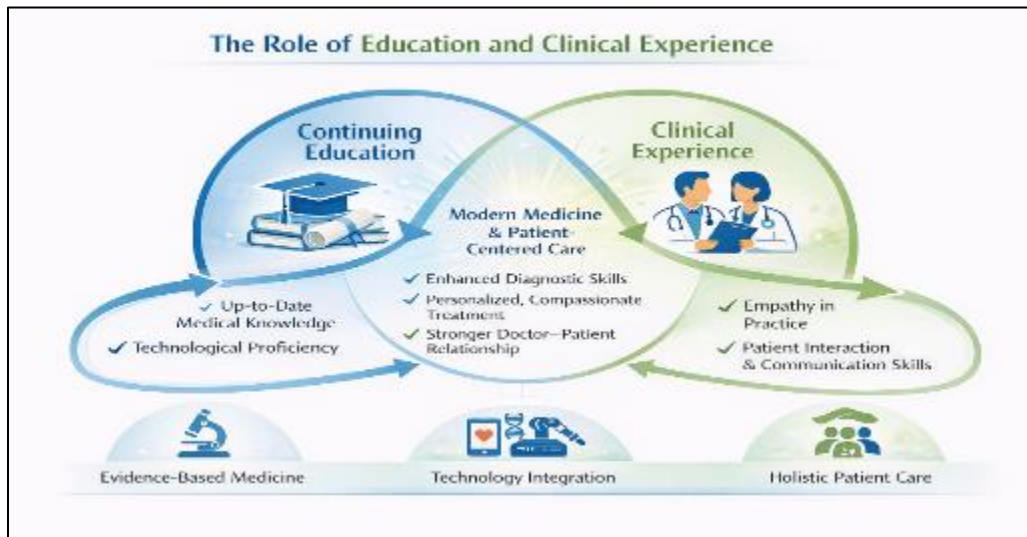 The Role of Education and Clinical Experience
Continuing
Education
Clinical
Experience
Modern Medicine
& Patient-
Centered Care
✓ Enhanced Diagnostic Skills
✓ Personalized, Compassionate
Treatment
✓ Stronger Doctor–Patient
Relationship
✓ Up-to-Date
Medical Knowledge
✓ Technological Proficiency
✓ Empathy in
Practice
✓ Patient Interaction
& Communication Skills
Evidence-Based Medicine
Technology Integration
Holistic Patient Care